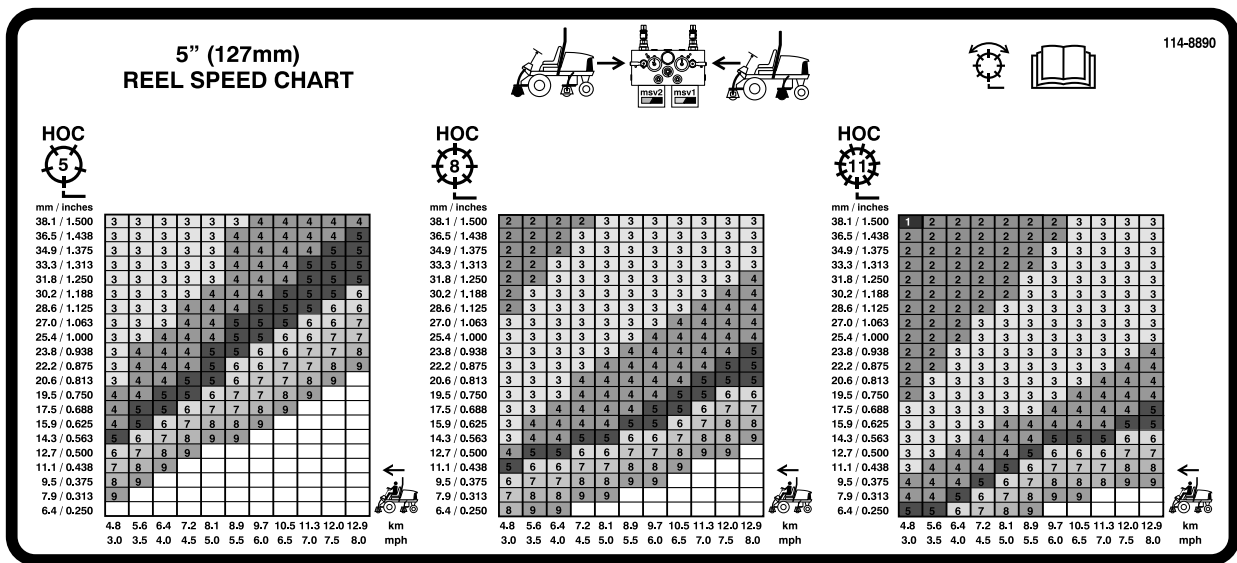 114-8890
5” (127mm)
REEL SPEED CHART
msv2 msv1
HOC
5
mm / inches
38.1 / 1.500 3 3 3 3 3 3 4 4 4 4 4
36.5 / 1.438 3 3 3 3 3 4 4 4 4 4 5
34.9 / 1.375 3 3 3 3 3 4 4 4 4 5 5
33.3 / 1.313 3 3 3 3 3 4 4 4 5 5 5
31.8 / 1.250 3 3 3 3 3 4 4 4 5 5 5
30.2 / 1.188 3 3 3 3 4 4 4 5 5 5 6
28.6 / 1.125 3 3 3 4 4 4 5 5 5 6 6
27.0 / 1.063 3 3 3 4 4 5 5 5 6 6 7
25.4 / 1.000 3 3 4 4 4 5 5 6 6 7 7
23.8 / 0.938 3 4 4 4 5 5 6 6 7 7 8
22.2 / 0.875 3 4 4 4 5 6 6 7 7 8 9
20.6 / 0.813 3 4 4 5 5 6 7 7 8 9
19.5 / 0.750 4 4 5 5 6 7 7 8 9
17.5 / 0.688 4 5 5 6 7 7 8 9
15.9 / 0.625 4 5 6 7 8 8 9
14.3 / 0.563 5 6 7 8 9 9
12.7 / 0.500 6 7 8 9
11.1 / 0.438 7 8 9
9.5 / 0.375 8 9
7.9 / 0.313 9
6.4 / 0.250
4.8 5.6 6.4 7.2 8.1 8.9 9.7 10.5 11.3 12.0 12.9 km
3.0 3.5 4.0 4.5 5.0 5.5 6.0 6.5 7.0 7.5 8.0 mph
HOC
8
mm / inches
38.1 / 1.500 2 2 2 2 3 3 3 3 3 3 3
36.5 / 1.438 2 2 2 3 3 3 3 3 3 3 3
34.9 / 1.375 2 2 2 3 3 3 3 3 3 3 3
33.3 / 1.313 2 2 3 3 3 3 3 3 3 3 3
31.8 / 1.250 2 2 3 3 3 3 3 3 3 3 4
30.2 / 1.188 2 3 3 3 3 3 3 3 3 4 4
28.6 / 1.125 2 3 3 3 3 3 3 3 4 4 4
27.0 / 1.063 3 3 3 3 3 3 3 4 4 4 4
25.4 / 1.000 3 3 3 3 3 3 4 4 4 4 4
23.8 / 0.938 3 3 3 3 3 4 4 4 4 4 5
22.2 / 0.875 3 3 3 3 4 4 4 4 4 5 5
20.6 / 0.813 3 3 3 4 4 4 4 4 5 5 5
19.5 / 0.750 3 3 3 4 4 4 4 5 5 6 6
17.5 / 0.688 3 3 4 4 4 4 5 5 6 7 7
15.9 / 0.625 3 4 4 4 4 5 5 6 7 8 8
14.3 / 0.563 3 4 4 5 5 6 6 7 8 8 9
12.7 / 0.500 4 5 5 6 6 7 7 8 9
11.1 / 0.438 5 6 6 7 7 8 8 9
9.5 / 0.375 6 6 7 7 8 9 9
7.9 / 0.313 7 8 8 9 9
6.4 / 0.250 8 9 9
4.8 5.6 6.4 7.2 8.1 8.9 9.7 10.5 11.3 12.0 12.9 km
3.0 3.5 4.0 4.5 5.0 5.5 6.0 6.5 7.0 7.5 8.0 mph
HOC
11
mm / inches
38.1 / 1.500 1 2 2 2 2 2 2 3 3 3 3
36.5 / 1.438 2 2 2 2 2 2 2 3 3 3 3
34.9 / 1.375 2 2 2 2 2 2 2 3 3 3 3
33.3 / 1.313 2 2 2 2 2 2 3 3 3 3 3
31.8 / 1.250 2 2 2 2 2 3 3 3 3 3 3
30.2 / 1.188 2 2 2 2 2 3 3 3 3 3 3
28.6 / 1.125 2 2 2 2 3 3 3 3 3 3 3
27.0 / 1.063 2 2 2 3 3 3 3 3 3 3 3
25.4 / 1.000 2 2 2 3 3 3 3 3 3 3 3
23.8 / 0.938 2 2 3 3 3 3 3 3 3 3 4
22.2 / 0.875 2 2 3 3 3 3 3 3 3 4 4
20.6 / 0.813 2 3 3 3 3 3 3 3 4 4 4
19.5 / 0.750 2 3 3 3 3 3 3 4 4 4 4
17.5 / 0.688 3 3 3 3 3 3 4 4 4 4 5
15.9 / 0.625 3 3 3 3 4 4 4 4 4 5 5
14.3 / 0.563 3 3 3 4 4 4 5 5 5 6 6
12.7 / 0.500 3 3 4 4 4 5 6 6 6 7 7
11.1 / 0.438 3 4 4 4 5 6 6 7 7 8 8
9.5 / 0.375 4 4 4 5 6 7 7 8 8 9 9
7.9 / 0.313 4 4 5 6 7 8 9 9
6.4 / 0.250 5 5 6 7 8 9
4.8 5.6 6.4 7.2 8.1 8.9 9.7 10.5 11.3 12.0 12.9 km
3.0 3.5 4.0 4.5 5.0 5.5 6.0 6.5 7.0 7.5 8.0 mph